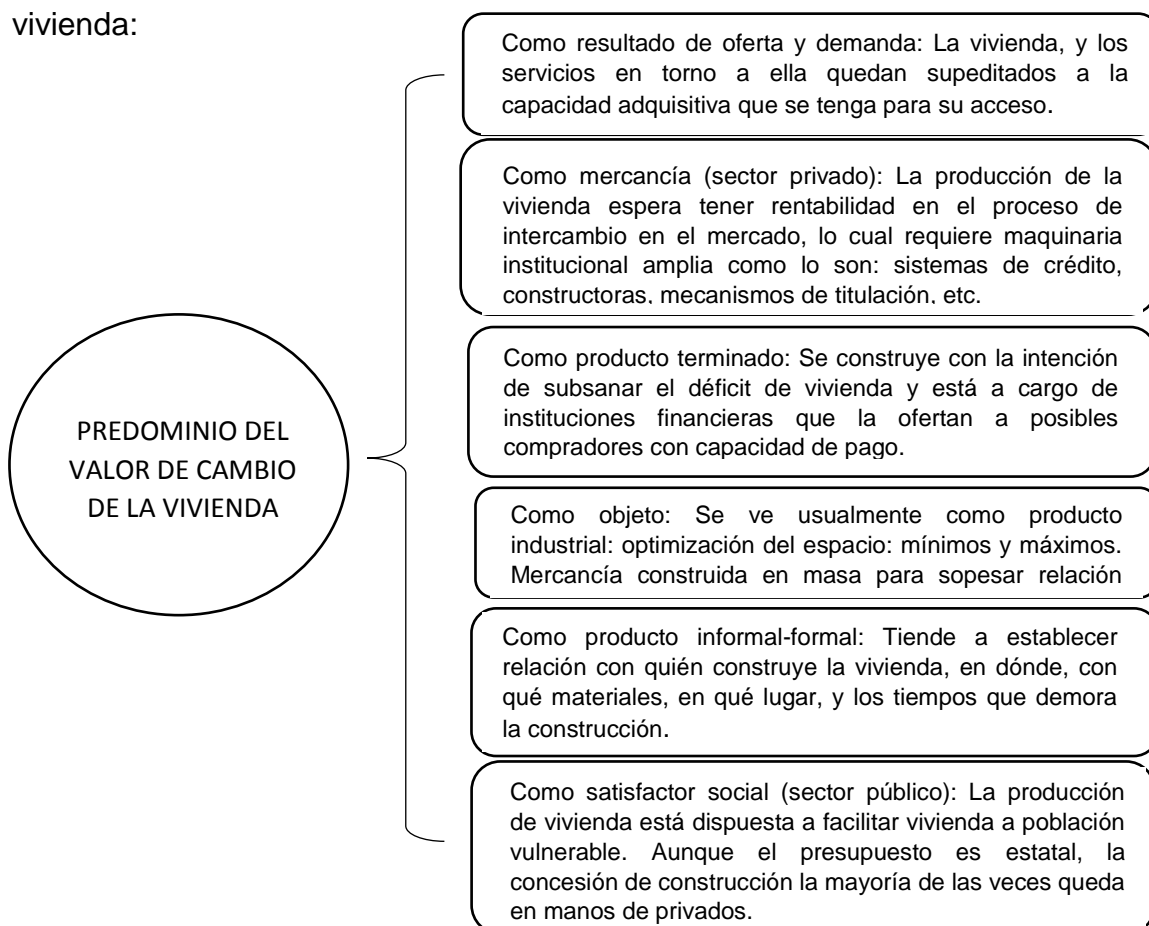 vivienda:
Como resultado de oferta y demanda: La vivienda, y los
servicios en torno a ella quedan supeditados a la
capacidad adquisitiva que se tenga para su acceso.
Como mercancía (sector privado): La producción de la
vivienda espera tener rentabilidad en el proceso de
intercambio en el mercado, lo cual requiere maquinaria
institucional amplia como lo son: sistemas de crédito,
constructoras, mecanismos de titulación, etc.
Como producto terminado: Se construye con la intención
de subsanar el déficit de vivienda y está a cargo de
instituciones financieras que la ofertan a posibles
compradores con capacidad de pago.
PREDOMINIO DEL
VALOR DE CAMBIO
DE LA VIVIENDA
Como objeto: Se ve usualmente como producto
industrial: optimización del espacio: mínimos y máximos.
Mercancía construida en masa para sopesar relación
Como producto informal-formal: Tiende a establecer
relación con quién construye la vivienda, en dónde, con
qué materiales, en qué lugar, y los tiempos que demora
la construcción.
Como satisfactor social (sector público): La producción
de vivienda está dispuesta a facilitar vivienda a población
vulnerable. Aunque el presupuesto es estatal, la
concesión de construcción la mayoría de las veces queda
en manos de privados.